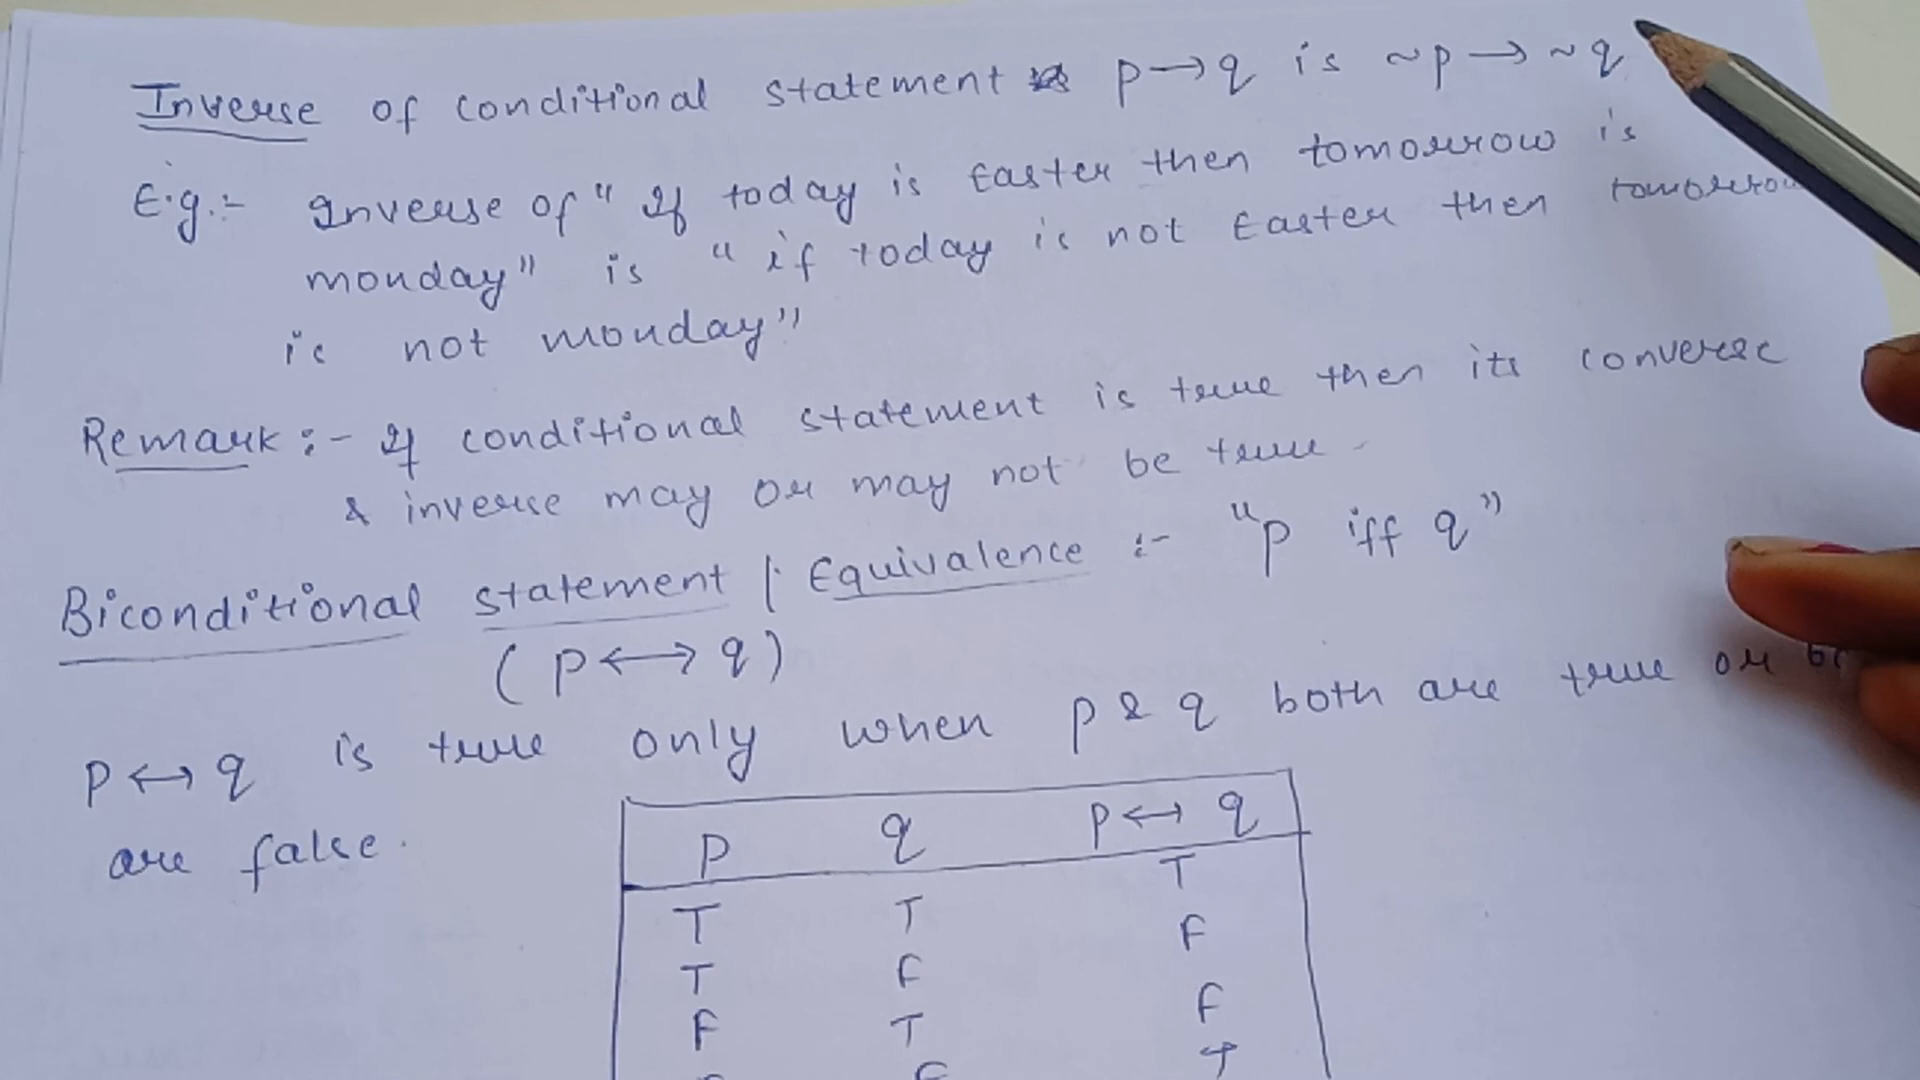 Inverse of conditional statement p → q is ~p → ~q
E.g.:- Inverse of "If today is Easter then tomorrow is
monday" is "if today is not Easter then tomorrow
is not monday"
Remark :- If conditional statement is true then its converse
& inverse may or may not be true.
Biconditional statement / Equivalence :- "p iff q"
(p ↔ q)
p ↔ q is true only when p & q both are true or
are false.
p q p ↔ q
T T T
T F F
F T F
F T